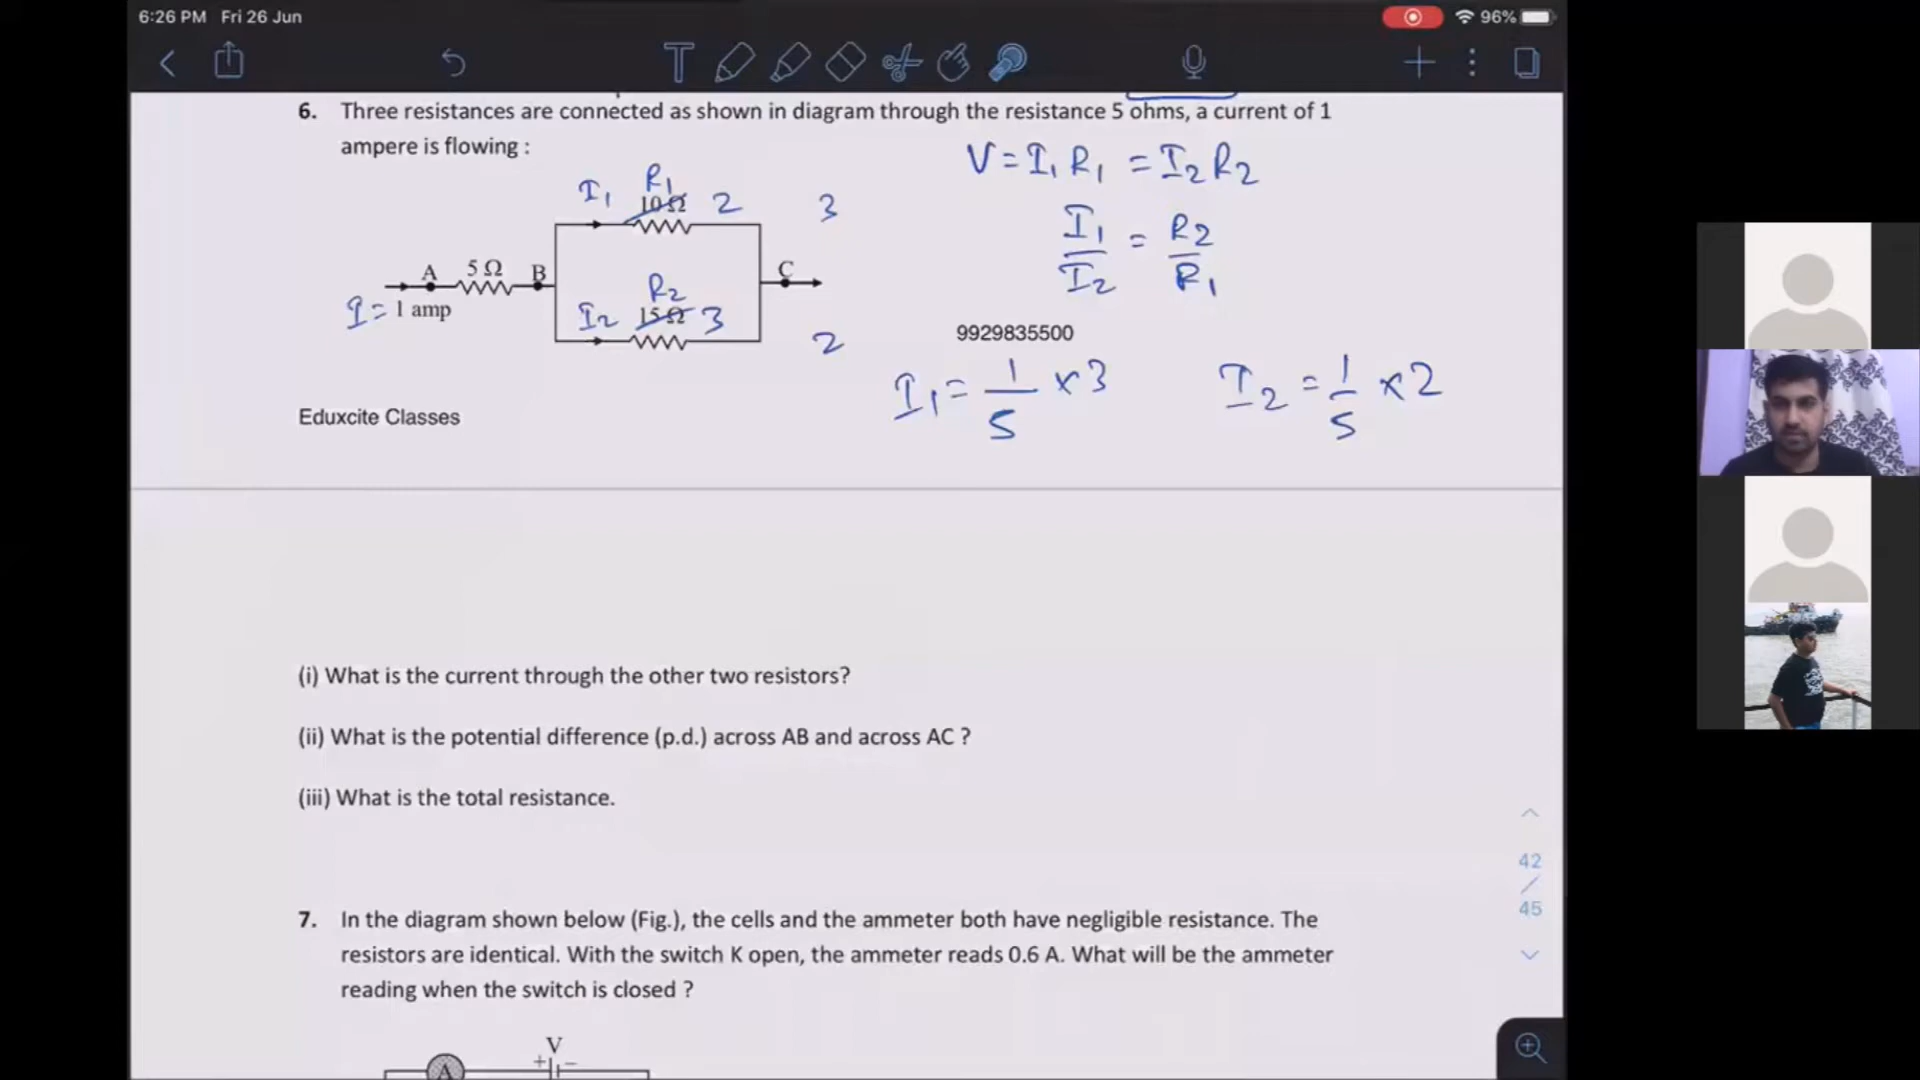 6:26 PM Fri 26 Jun
96%
6. Three resistances are connected as shown in diagram through the resistance 5 ohms, a current of 1
ampere is flowing :
V = I1 R1 = I2 R2
I1 R1
10 Ω 2 3
I1 / I2 = R2 / R1
A 5 Ω B C
I = 1 amp
R2
I2 15 Ω 3 2
9929835500
I1 = 1/5 × 3 I2 = 1/5 × 2
Eduxcite Classes
(i) What is the current through the other two resistors?
(ii) What is the potential difference (p.d.) across AB and across AC ?
(iii) What is the total resistance.
42
/
45
7. In the diagram shown below (Fig.), the cells and the ammeter both have negligible resistance. The
resistors are identical. With the switch K open, the ammeter reads 0.6 A. What will be the ammeter
reading when the switch is closed ?
V
+ −
A